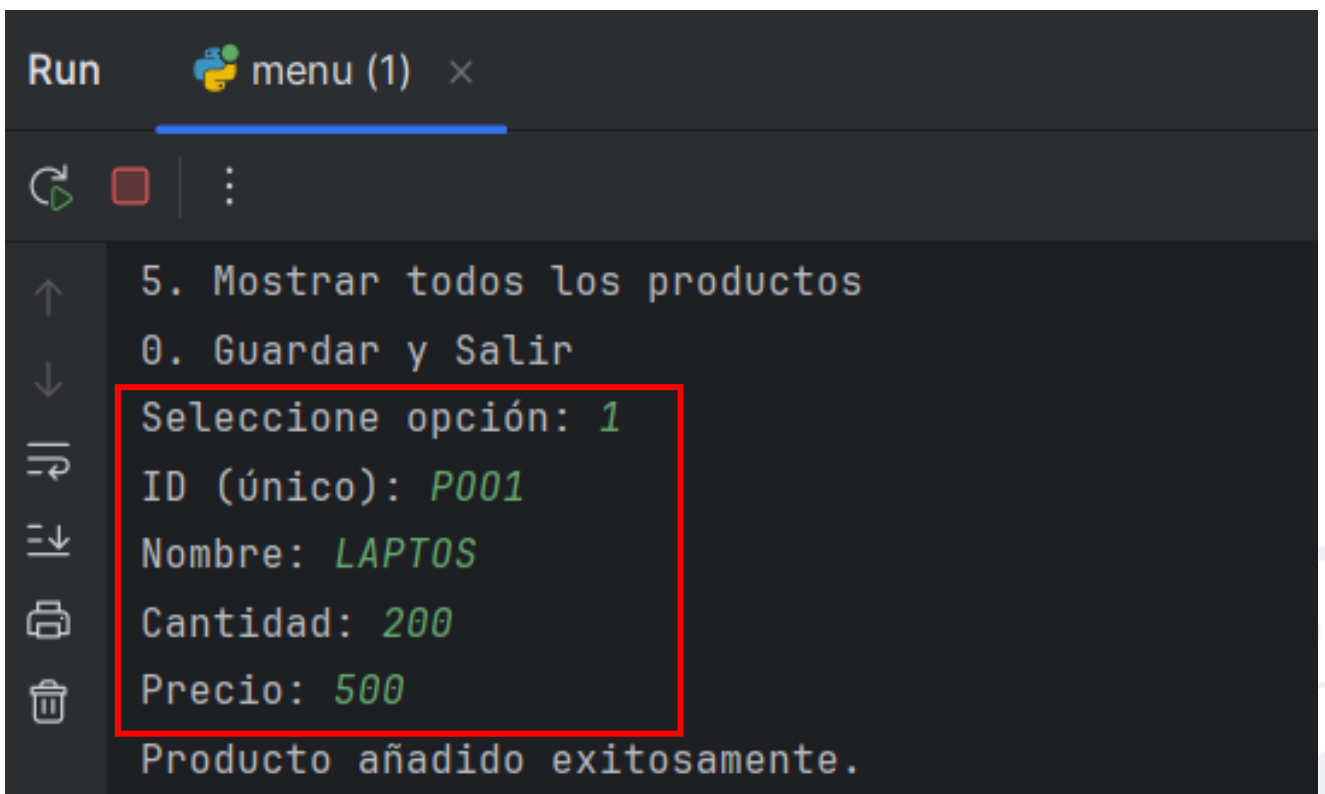 Run menu (1)
5. Mostrar todos los productos
0. Guardar y Salir
Seleccione opción: 1
ID (único): POO1
Nombre: LAPTOS
Cantidad: 200
Precio: 500
Producto añadido exitosamente.